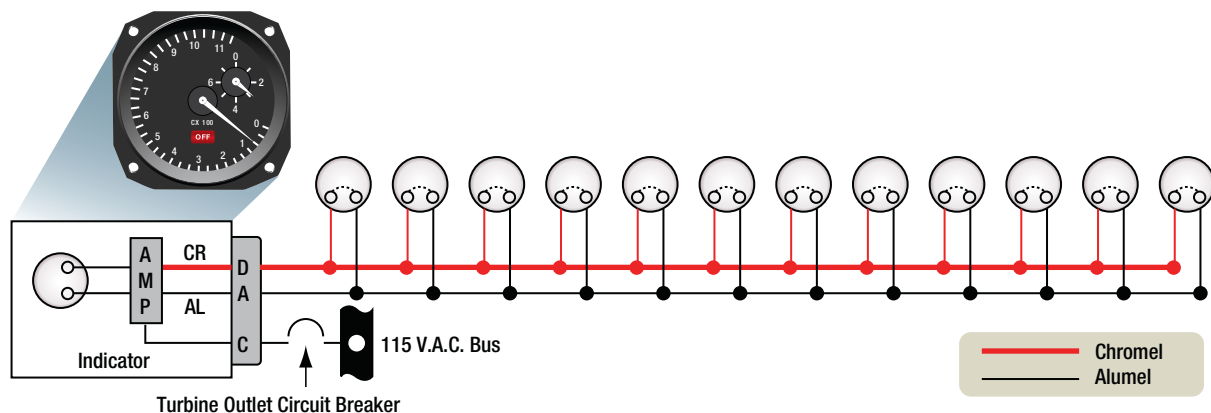 11
10
9
8
7
6
5
4
3
2
1
0
0
2
4
6
CX 100
OFF
CR
AL
AMP
D
A
C
Indicator
115 V.A.C. Bus
Turbine Outlet Circuit Breaker
Chromel
Alumel